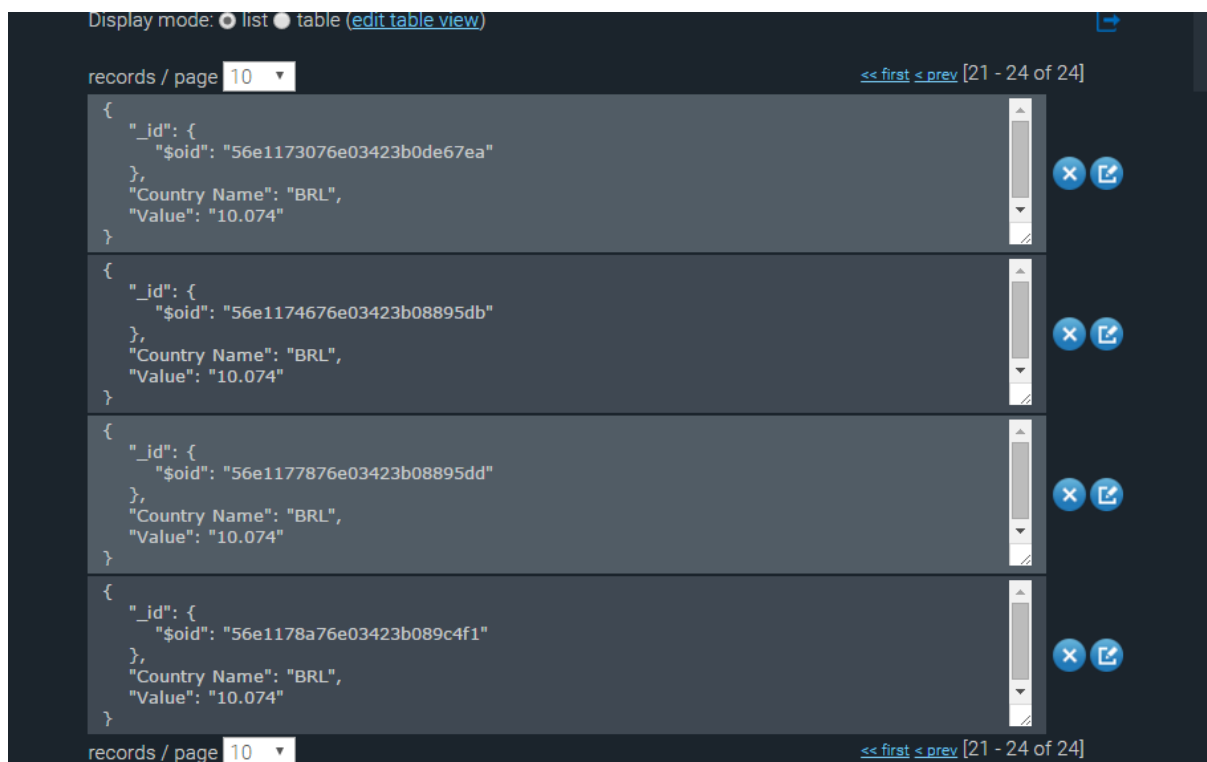 Display mode: list table (edit table view)
records / page 10 << first < prev [21 - 24 of 24]
{
"_id": {
"$oid": "56e1173076e03423b0de67ea"
},
"Country Name": "BRL",
"Value": "10.074"
}
{
"_id": {
"$oid": "56e1174676e03423b08895db"
},
"Country Name": "BRL",
"Value": "10.074"
}
{
"_id": {
"$oid": "56e1177876e03423b08895dd"
},
"Country Name": "BRL",
"Value": "10.074"
}
{
"_id": {
"$oid": "56e1178a76e03423b089c4f1"
},
"Country Name": "BRL",
"Value": "10.074"
}
records / page 10 << first < prev [21 - 24 of 24]